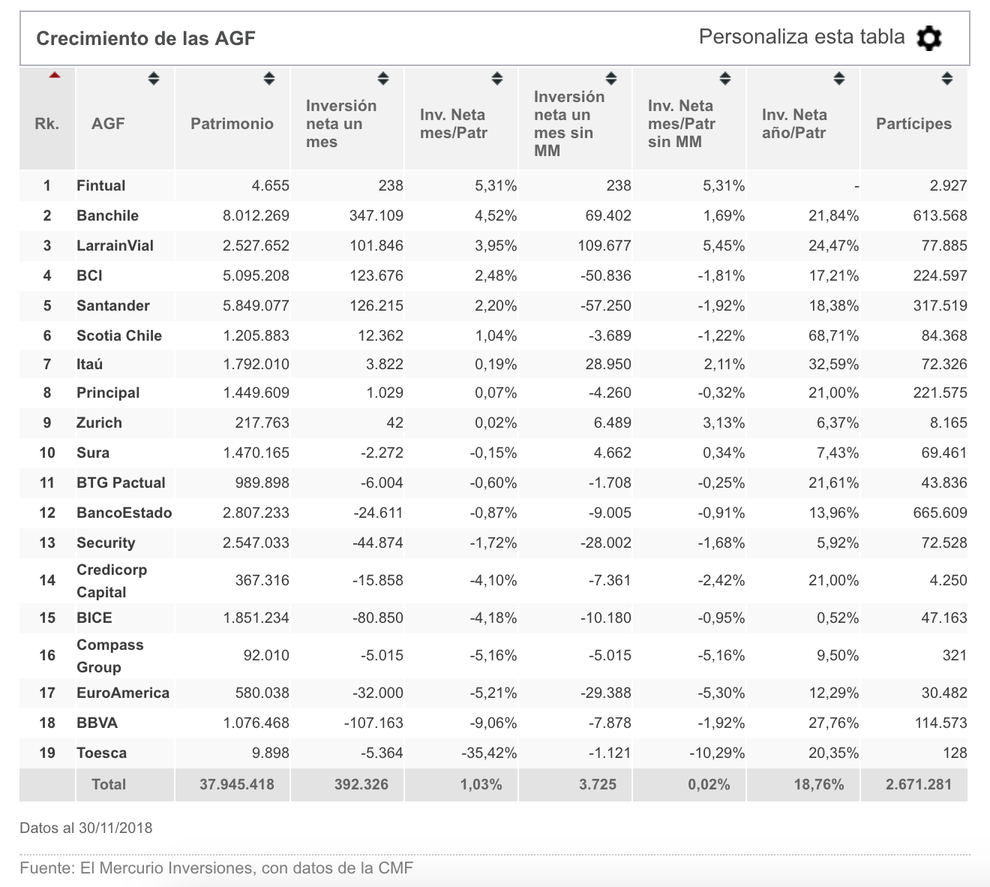 Crecimiento de las AGF Personaliza esta tabla
Rk. AGF Patrimonio Inversión neta un mes Inv. Neta mes/Patr Inversión neta un mes sin MM Inv. Neta mes/Patr sin MM Inv. Neta año/Patr Partícipes
1 Fintual 4.655 238 5,31% 238 5,31% - 2.927
2 Banchile 8.012.269 347.109 4,52% 69.402 1,69% 21,84% 613.568
3 LarrainVial 2.527.652 101.846 3,95% 109.677 5,45% 24,47% 77.885
4 BCI 5.095.208 123.676 2,48% -50.836 -1,81% 17,21% 224.597
5 Santander 5.849.077 126.215 2,20% -57.250 -1,92% 18,38% 317.519
6 Scotia Chile 1.205.883 12.362 1,04% -3.689 -1,22% 68,71% 84.368
7 Itaú 1.792.010 3.822 0,19% 28.950 2,11% 32,59% 72.326
8 Principal 1.449.609 1.029 0,07% -4.260 -0,32% 21,00% 221.575
9 Zurich 217.763 42 0,02% 6.489 3,13% 6,37% 8.165
10 Sura 1.470.165 -2.272 -0,15% 4.662 0,34% 7,43% 69.461
11 BTG Pactual 989.898 -6.004 -0,60% -1.708 -0,25% 21,61% 43.836
12 BancoEstado 2.807.233 -24.611 -0,87% -9.005 -0,91% 13,96% 665.609
13 Security 2.547.033 -44.874 -1,72% -28.002 -1,68% 5,92% 72.528
14 Credicorp Capital 367.316 -15.858 -4,10% -7.361 -2,42% 21,00% 4.250
15 BICE 1.851.234 -80.850 -4,18% -10.180 -0,95% 0,52% 47.163
16 Compass Group 92.010 -5.015 -5,16% -5.015 -5,16% 9,50% 321
17 EuroAmerica 580.038 -32.000 -5,21% -29.388 -5,30% 12,29% 30.482
18 BBVA 1.076.468 -107.163 -9,06% -7.878 -1,92% 27,76% 114.573
19 Toesca 9.898 -5.364 -35,42% -1.121 -10,29% 20,35% 128
Total 37.945.418 392.326 1,03% 3.725 0,02% 18,76% 2.671.281
Datos al 30/11/2018
Fuente: El Mercurio Inversiones, con datos de la CMF